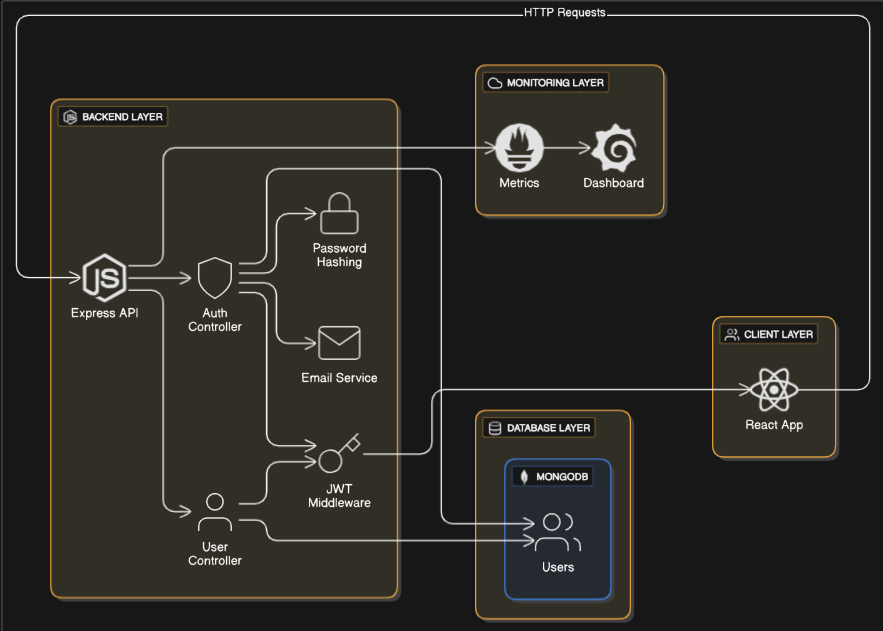 HTTP Requests
MONITORING LAYER
Metrics
Dashboard
BACKEND LAYER
JS
Express API
Auth
Controller
Password
Hashing
Email Service
JWT
Middleware
User
Controller
CLIENT LAYER
React App
DATABASE LAYER
MONGODB
Users